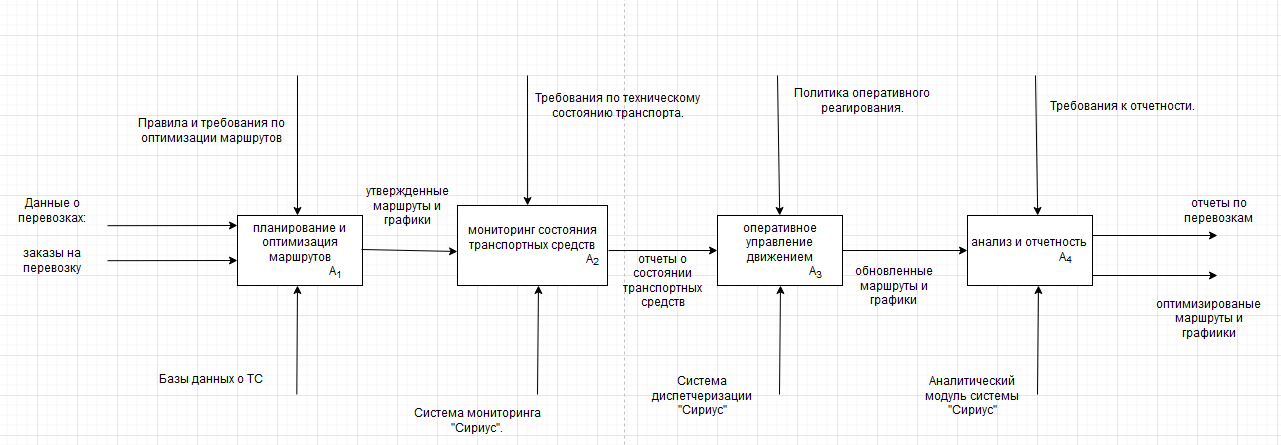 Требования по техническому
состоянию транспорта.
Политика оперативного
реагирования.
Требования к отчетности.
Правила и требования по
оптимизации маршрутов
Данные о
перевозках:
заказы на
перевозку
планирование и
оптимизация
маршрутов
A1
утвержденные
маршруты и
графики
мониторинг состояния
транспортных средств
A2
отчеты о
состоянии
транспортных
средств
оперативное
управление
движением
A3
обновленные
маршруты и
графики
анализ и отчетность
A4
отчеты по
перевозкам
оптимизированые
маршруты и
графиики
Базы данных о ТС
Система мониторинга
"Сириус".
Система
диспетчеризации
"Сириус"
Аналитический
модуль системы
"Сириус"